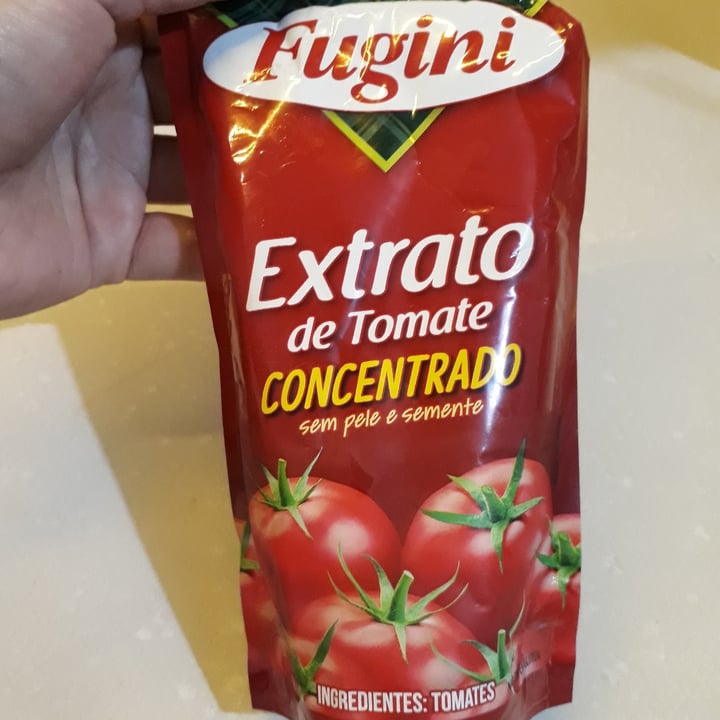 Fugini
Extrato
de Tomate
CONCENTRADO
sem pele e semente
INGREDIENTES: TOMATES